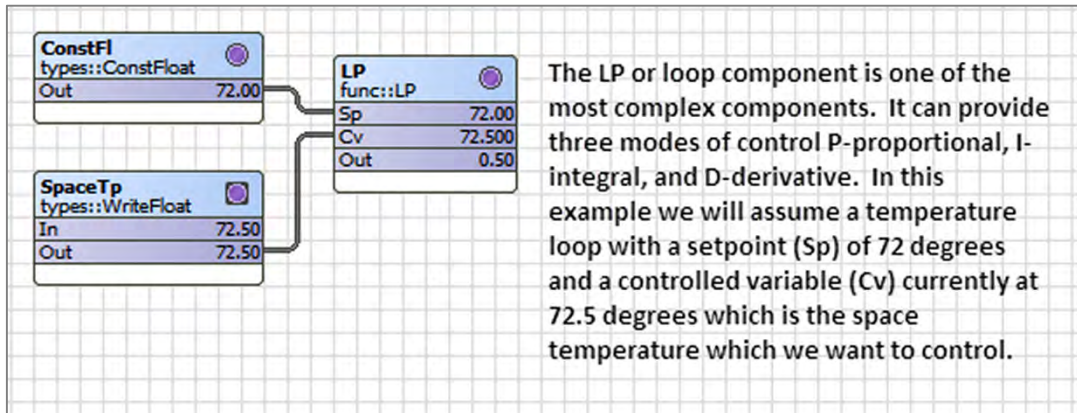 ConstFl
types::ConstFloat
Out 72.00
SpaceTp
types::WriteFloat
In 72.50
Out 72.50
LP
func::LP
Sp 72.00
Cv 72.500
Out 0.50
The LP or loop component is one of the
most complex components. It can provide
three modes of control P-proportional, I-
integral, and D-derivative. In this
example we will assume a temperature
loop with a setpoint (Sp) of 72 degrees
and a controlled variable (Cv) currently at
72.5 degrees which is the space
temperature which we want to control.